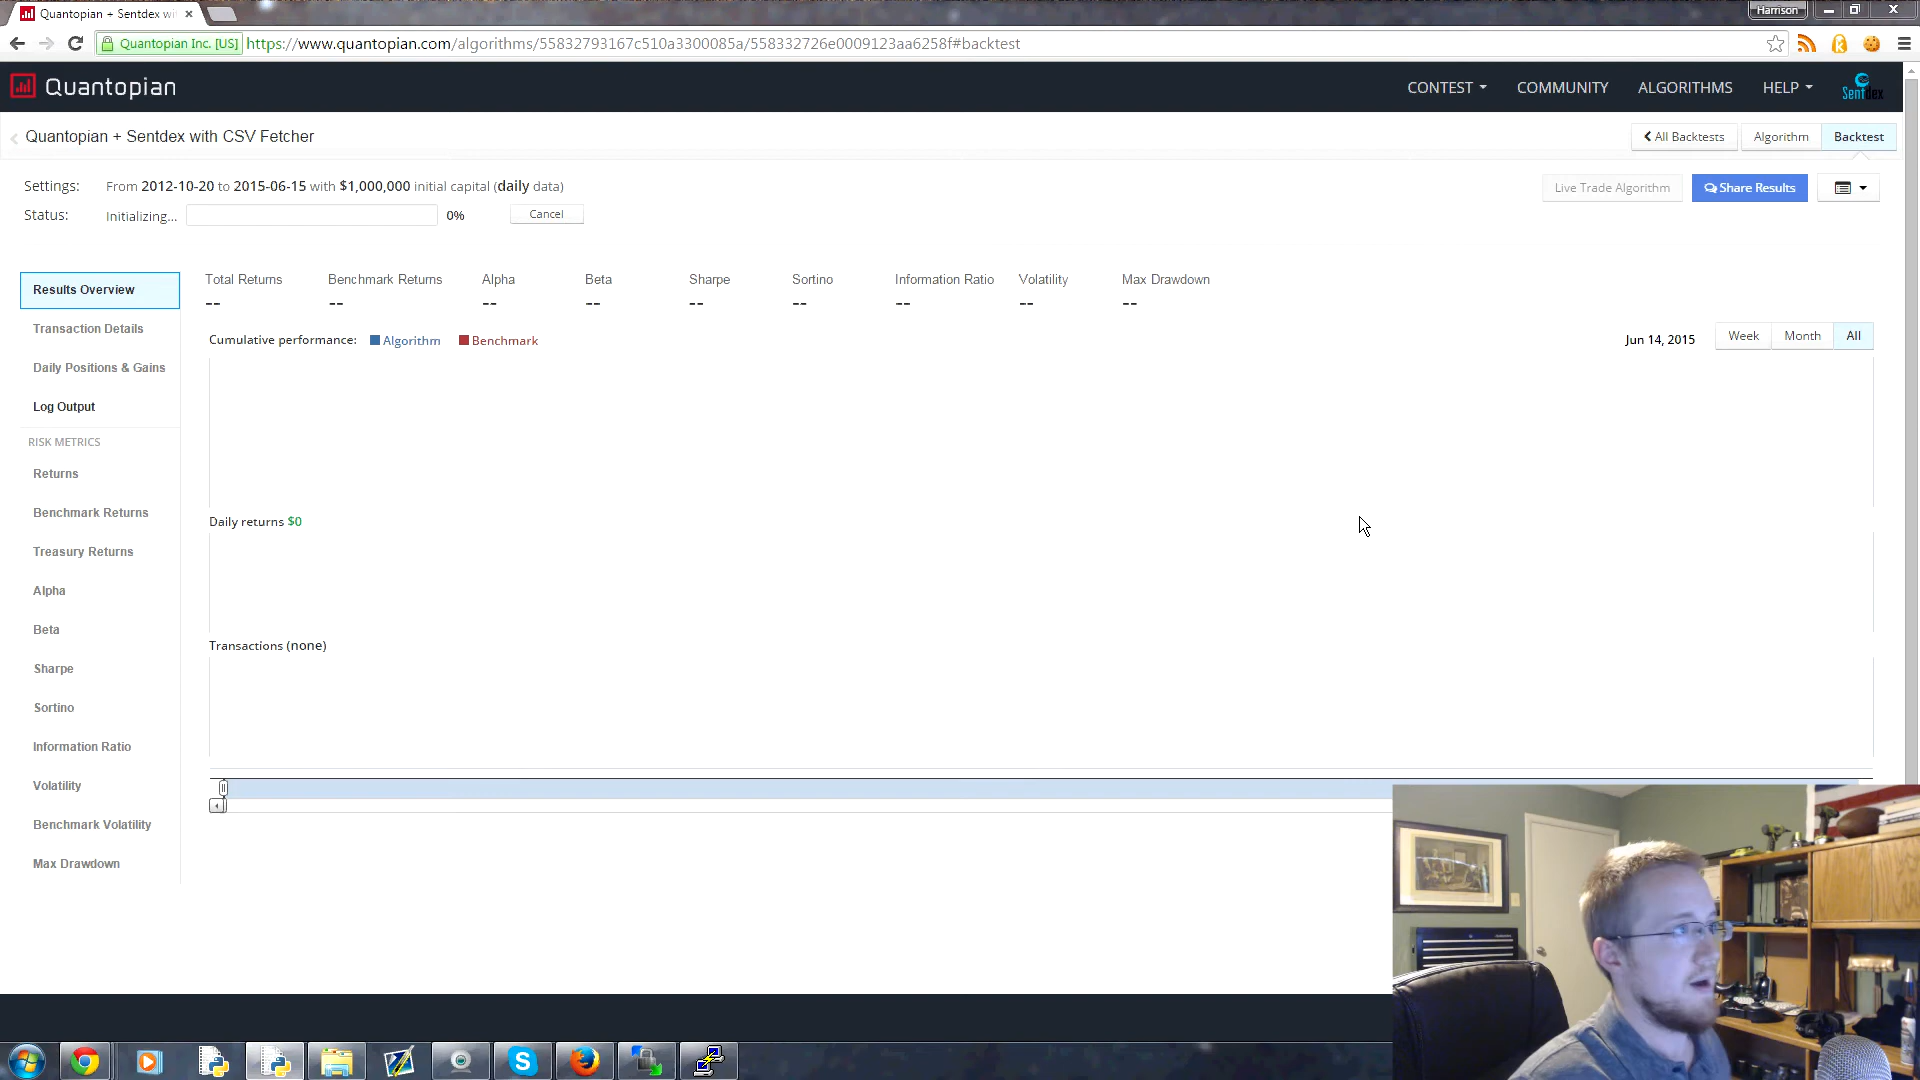 Quantopian + Sentdex wit
Harrison
Quantopian Inc. [US] https://www.quantopian.com/algorithms/55832793167c510a3300085a/558332726e0009123aa6258f#backtest
Quantopian
CONTEST
COMMUNITY
ALGORITHMS
HELP
Sentdex
Quantopian + Sentdex with CSV Fetcher
All Backtests
Algorithm
Backtest
Settings: From 2012-10-20 to 2015-06-15 with $1,000,000 initial capital (daily data)
Live Trade Algorithm
Share Results
Status: Initializing... 0% Cancel
Results Overview
Transaction Details
Daily Positions & Gains
Log Output
RISK METRICS
Returns
Benchmark Returns
Treasury Returns
Alpha
Beta
Sharpe
Sortino
Information Ratio
Volatility
Benchmark Volatility
Max Drawdown
Total Returns Benchmark Returns Alpha Beta Sharpe Sortino Information Ratio Volatility Max Drawdown
-- -- -- -- -- -- -- -- --
Cumulative performance: Algorithm Benchmark
Jun 14, 2015
Week Month All
Daily returns $0
Transactions (none)